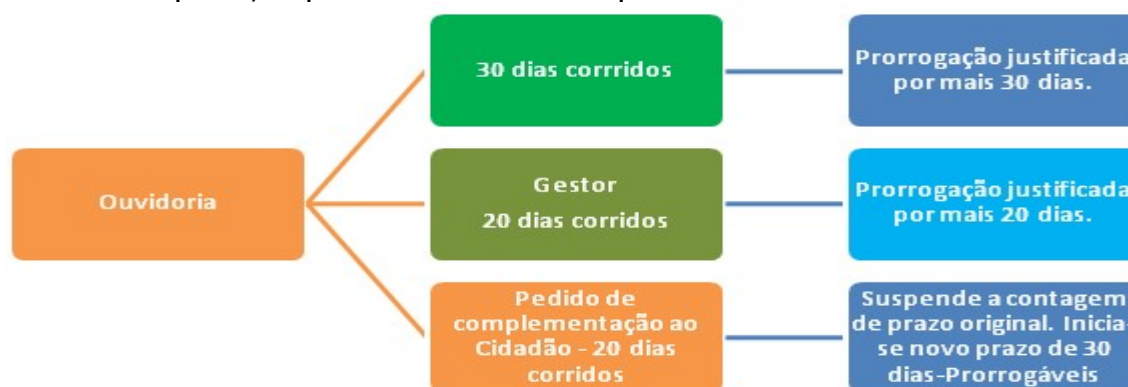 30 dias corrridos
Prorrogação justificada
por mais 30 dias.
Ouvidoria
Gestor
20 dias corridos
Prorrogação justificada
por mais 20 dias.
Pedido de
complementação ao
Cidadão - 20 dias
corridos
Suspende a contagem
de prazo original. Inicia-
se novo prazo de 30
dias-Prorrogáveis